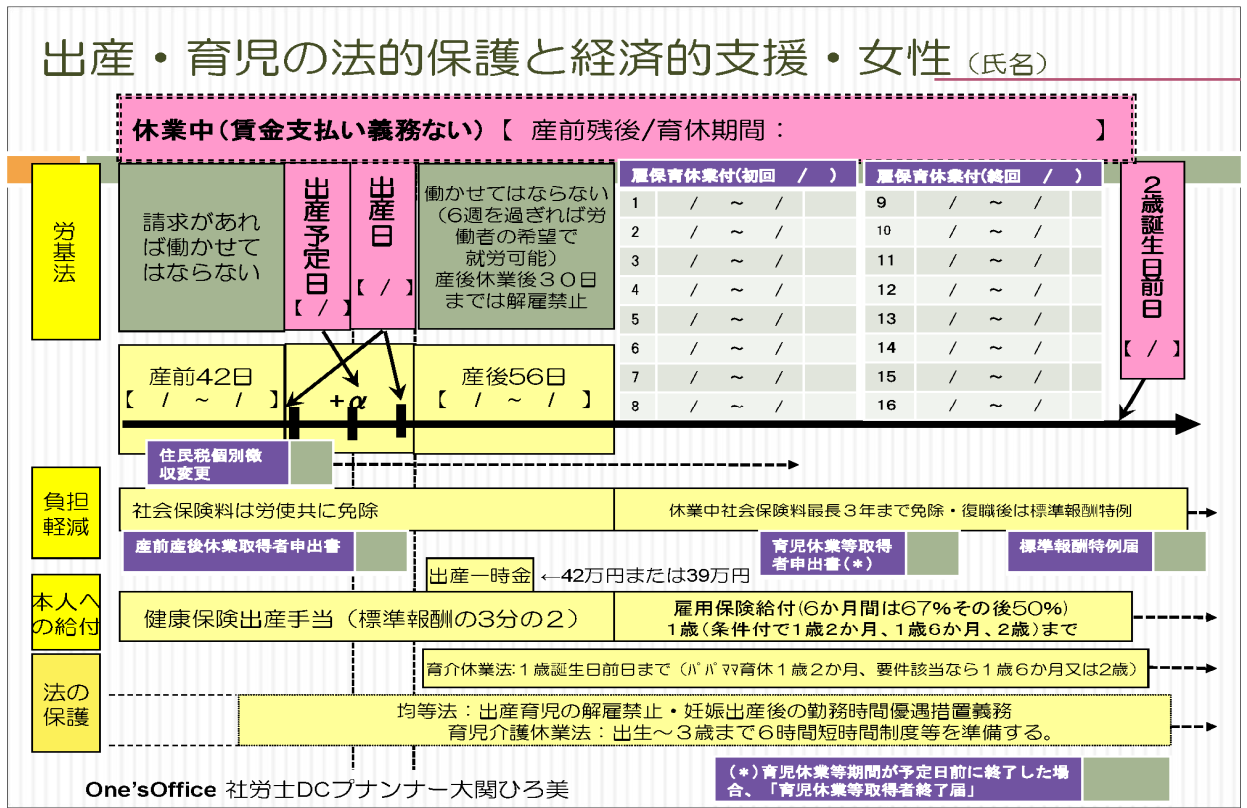 出産・育児の法的保護と経済的支援・女性（氏名）
休業中（賃金支払い義務ない）【 産前残後/育休期間： 】
労基法
請求があれ
ば働かせて
はならない
出産予定日
【 / 】
出産日
【 / 】
働かせてはならない
（6週を過ぎれば労
働者の希望で
就労可能）
産後休業後３０日
までは解雇禁止
雇保育休業付(初回 / )
1 / ～ /
2 / ～ /
3 / ～ /
4 / ～ /
5 / ～ /
6 / ～ /
7 / ～ /
8 / ～ /
雇保育休業付(終回 / )
9 / ～ /
10 / ～ /
11 / ～ /
12 / ～ /
13 / ～ /
14 / ～ /
15 / ～ /
16 / ～ /
２歳誕生日前日
【 / 】
産前42日
【 / ～ / 】
+α
産後56日
【 / ～ / 】
住民税個別徴
収変更
負担
軽減
社会保険料は労使共に免除
休業中社会保険料最長３年まで免除・復職後は標準報酬特例
産前産後休業取得者申出書
育児休業等取得
者申出書(*)
標準報酬特例届
出産一時金
←42万円または39万円
本人へ
の給付
健康保険出産手当（標準報酬の3分の２）
雇用保険給付(6か月間は67%その後50%)
1歳(条件付で1歳2か月、1歳6か月、2歳)まで
法の
保護
育介休業法:１歳誕生日前日まで（ﾊﾟﾊﾟﾏﾏ育休１歳２か月、要件該当なら１歳６か月又は2歳）
均等法：出産育児の解雇禁止・妊娠出産後の勤務時間優遇措置義務
育児介護休業法：出生～３歳まで６時間短時間制度等を準備する。
One'sOffice 社労士DCプナンナー大関ひろ美
(*)育児休業等期間が予定日前に終了した場
合、「育児休業等取得者終了届」